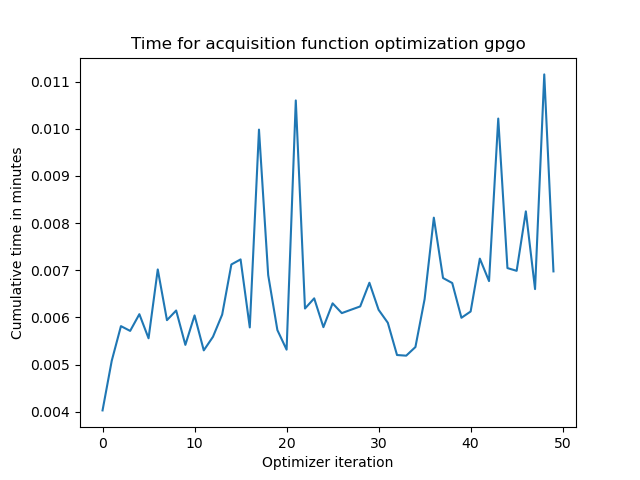 Time for acquisition function optimization gpgo
0.011
0.010
0.009
0.008
0.007
0.006
0.005
0.004
Cumulative time in minutes
0 10 20 30 40 50
Optimizer iteration